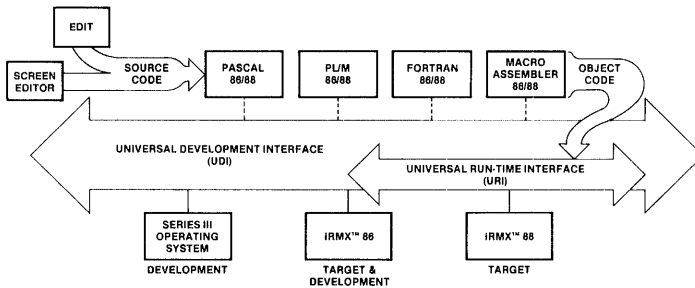 EDIT
SCREEN
EDITOR
SOURCE
CODE
PASCAL
86/88
PL/M
86/88
FORTRAN
86/88
MACRO
ASSEMBLER
86/88
OBJECT
CODE
UNIVERSAL DEVELOPMENT INTERFACE
(UDI)
UNIVERSAL RUN-TIME INTERFACE
(URI)
SERIES III
OPERATING
SYSTEM
DEVELOPMENT
iRMX™ 86
TARGET &
DEVELOPMENT
iRMX™ 88
TARGET